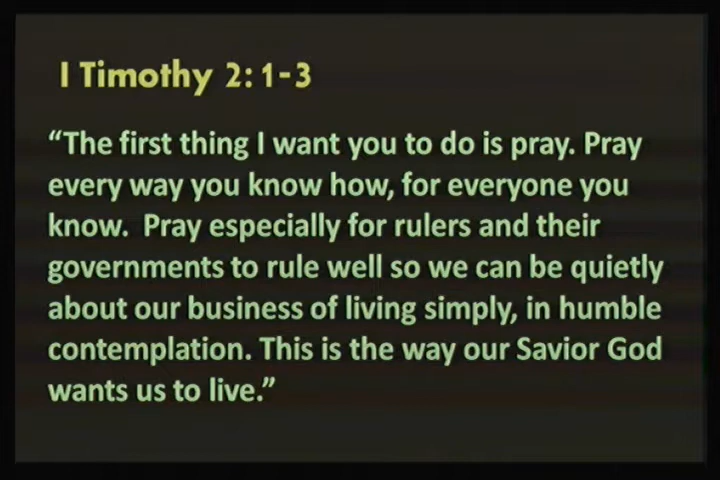 I Timothy 2: 1-3
“The first thing I want you to do is pray. Pray
every way you know how, for everyone you
know.  Pray especially for rulers and their
governments to rule well so we can be quietly
about our business of living simply, in humble
contemplation. This is the way our Savior God
wants us to live.”